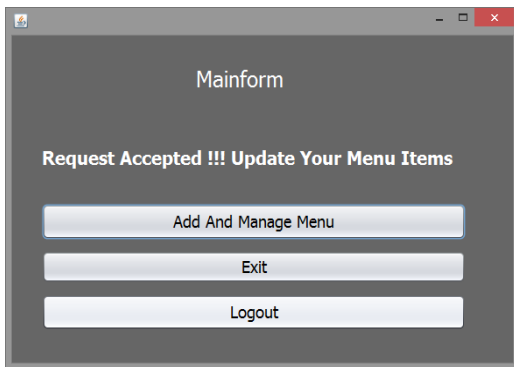 Mainform
Request Accepted !!! Update Your Menu Items
Add And Manage Menu
Exit
Logout